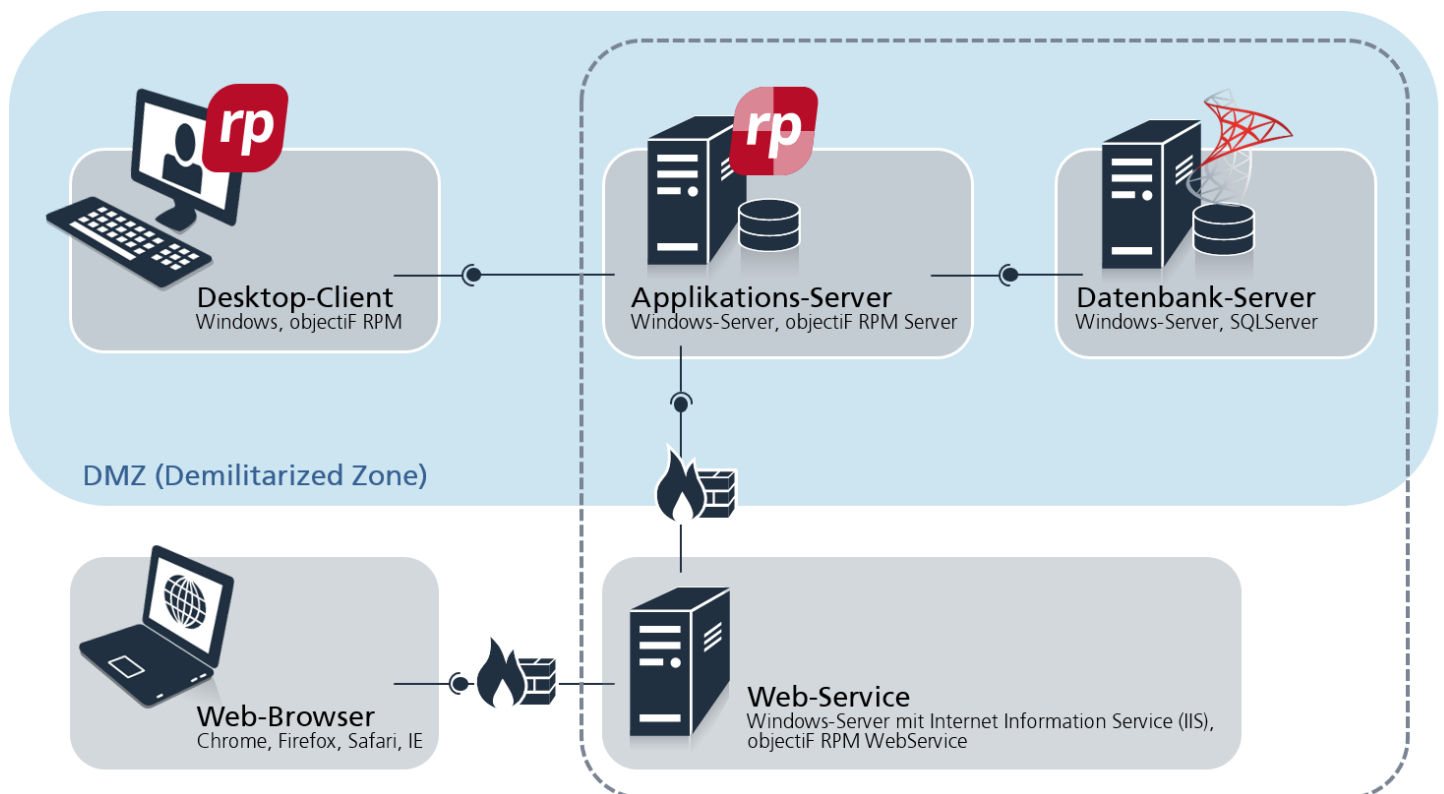 rp
rp
Desktop-Client
Windows, objectiF RPM
Applikations-Server
Windows-Server, objectiF RPM Server
Datenbank-Server
Windows-Server, SQLServer
DMZ (Demilitarized Zone)
Web-Browser
Chrome, Firefox, Safari, IE
Web-Service
Windows-Server mit Internet Information Service (IIS),
objectiF RPM WebService